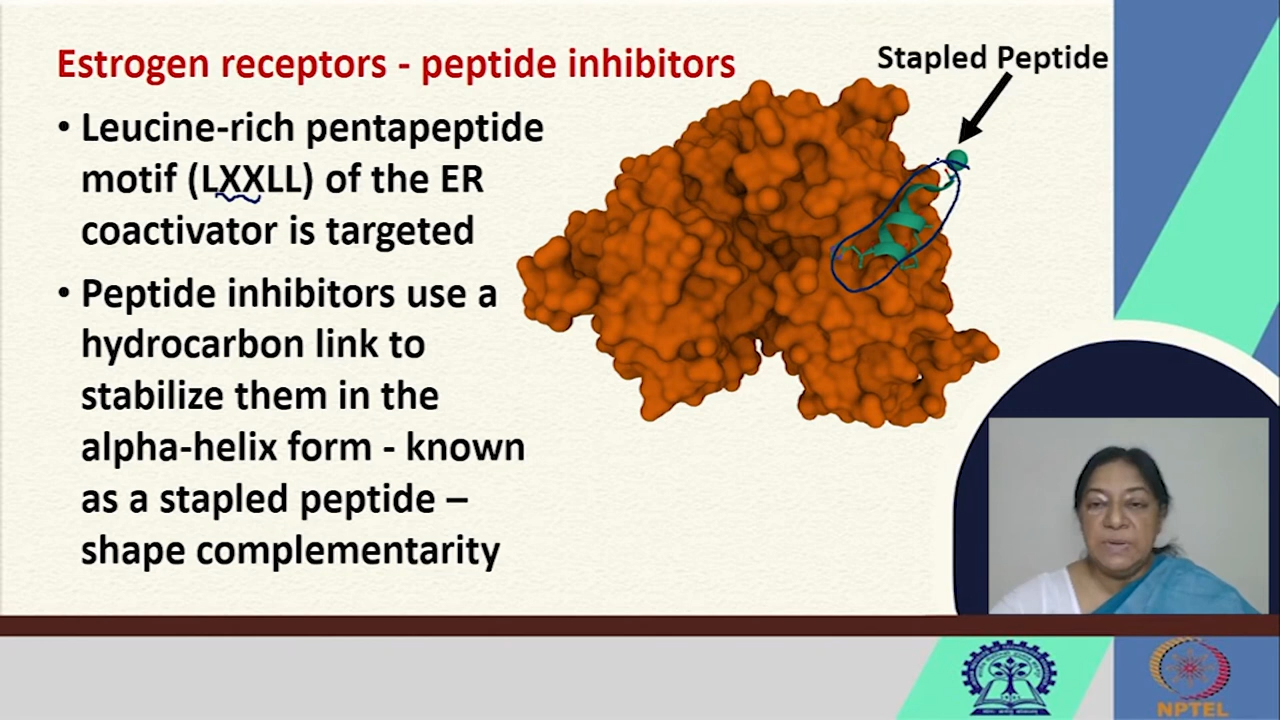 Estrogen receptors - peptide inhibitors
Stapled Peptide
• Leucine-rich pentapeptide
motif (LXXLL) of the ER
coactivator is targeted
• Peptide inhibitors use a
hydrocarbon link to
stabilize them in the
alpha-helix form - known
as a stapled peptide –
shape complementarity
NPTEL